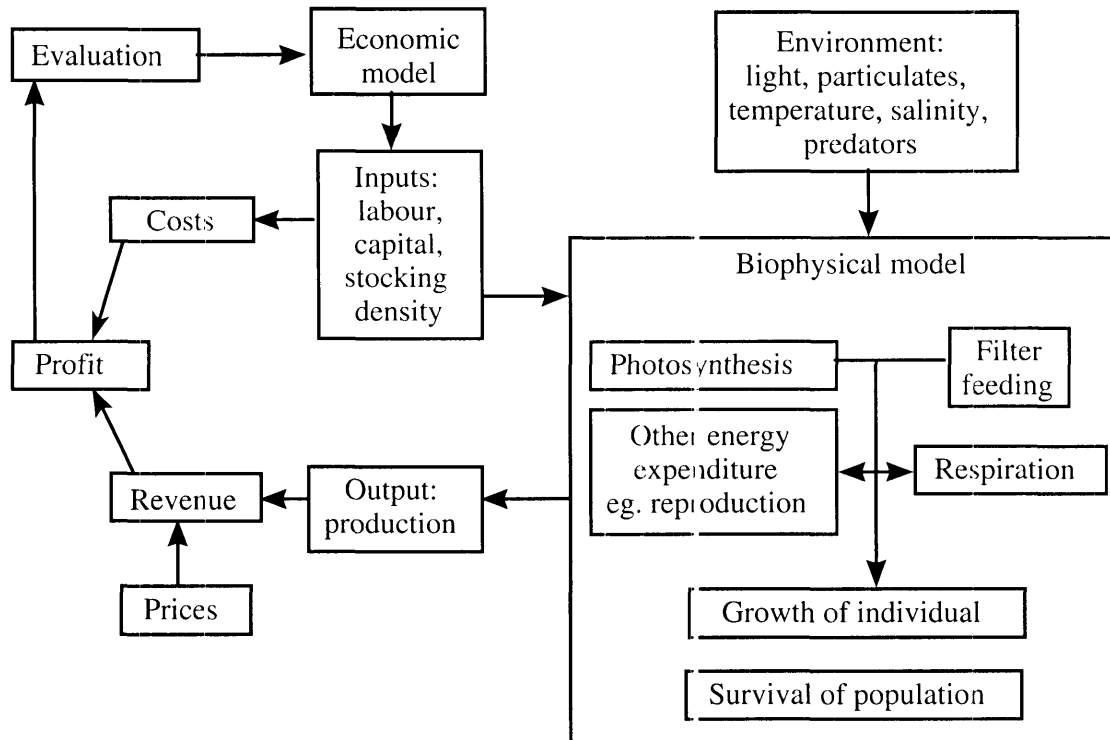 Evaluation
Economic
model
Environment:
light, particulates,
temperature, salinity,
predators
Inputs:
labour,
capital,
stocking
density
Costs
Biophysical model
Profit
Photosynthesis
Filter
feeding
Other energy
expenditure
eg. reproduction
Respiration
Revenue
Output:
production
Prices
Growth of individual
Survival of population